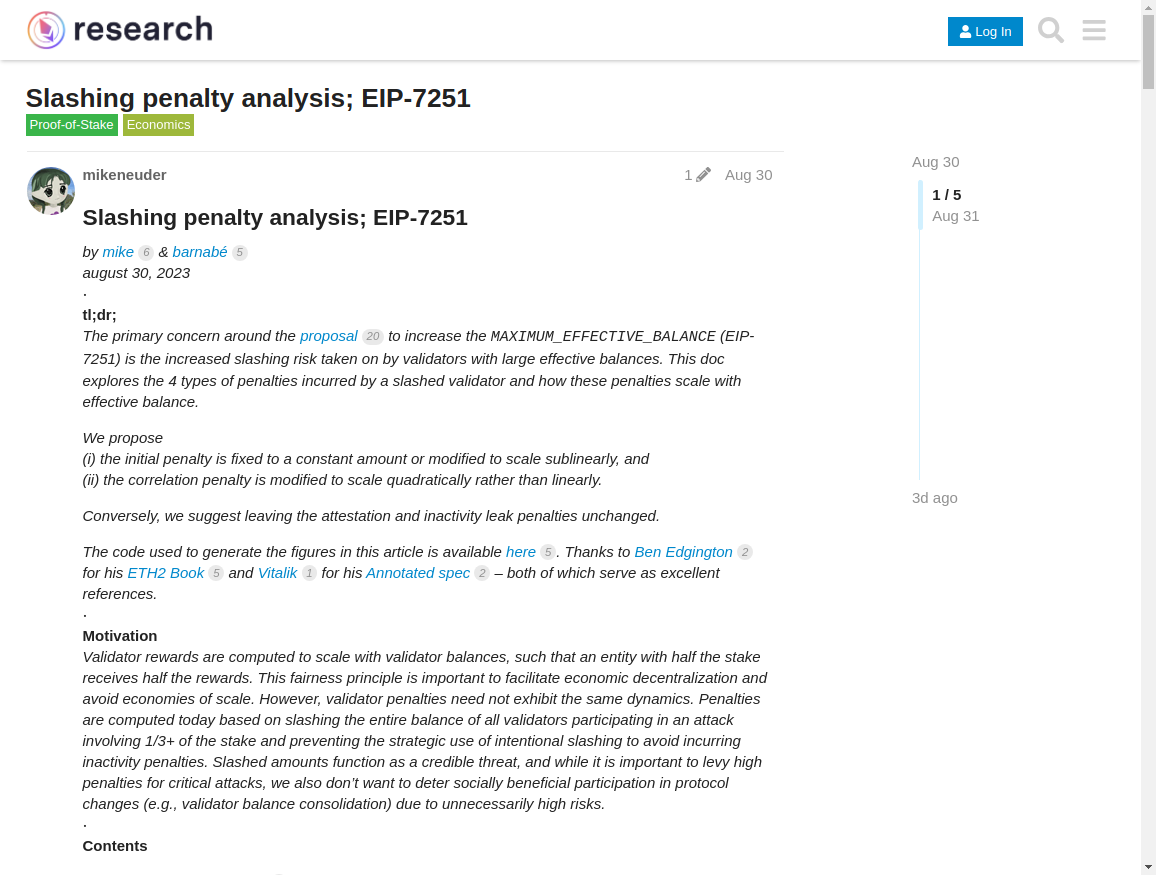 research
Log In
Slashing penalty analysis; EIP-7251
Proof-of-Stake Economics
mikeneuder 1 Aug 30
Slashing penalty analysis; EIP-7251
by mike 6 & barnabé 5
august 30, 2023
·
tl;dr;
The primary concern around the proposal 20 to increase the MAXIMUM_EFFECTIVE_BALANCE (EIP-
7251) is the increased slashing risk taken on by validators with large effective balances. This doc
explores the 4 types of penalties incurred by a slashed validator and how these penalties scale with
effective balance.
We propose
(i) the initial penalty is fixed to a constant amount or modified to scale sublinearly, and
(ii) the correlation penalty is modified to scale quadratically rather than linearly.
Conversely, we suggest leaving the attestation and inactivity leak penalties unchanged.
The code used to generate the figures in this article is available here 5. Thanks to Ben Edgington 2
for his ETH2 Book 5 and Vitalik 1 for his Annotated spec 2 – both of which serve as excellent
references.
·
Motivation
Validator rewards are computed to scale with validator balances, such that an entity with half the stake
receives half the rewards. This fairness principle is important to facilitate economic decentralization and
avoid economies of scale. However, validator penalties need not exhibit the same dynamics. Penalties
are computed today based on slashing the entire balance of all validators participating in an attack
involving 1/3+ of the stake and preventing the strategic use of intentional slashing to avoid incurring
inactivity penalties. Slashed amounts function as a credible threat, and while it is important to levy high
penalties for critical attacks, we also don’t want to deter socially beneficial participation in protocol
changes (e.g., validator balance consolidation) due to unnecessarily high risks.
·
Contents
Aug 30
1 / 5
Aug 31
3d ago